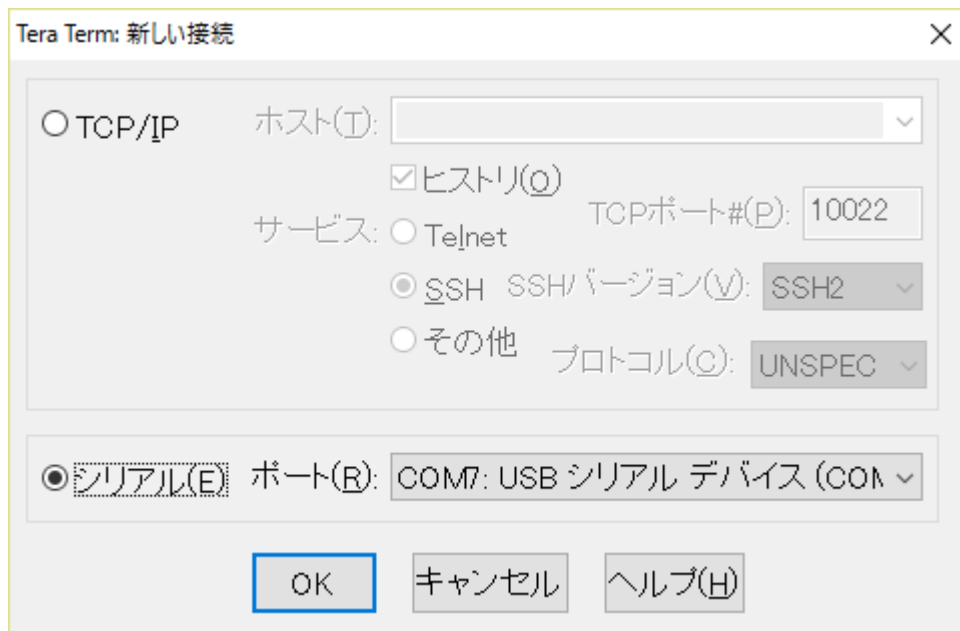 Tera Term: 新しい接続
TCP/IP ホスト(T):
ヒストリ(O)
サービス: Telnet TCPポート#(P): 10022
SSH SSHバージョン(V): SSH2
その他 プロトコル(C): UNSPEC
シリアル(E) ポート(R): COM7: USB シリアル デバイス (COM
OK キャンセル ヘルプ(H)